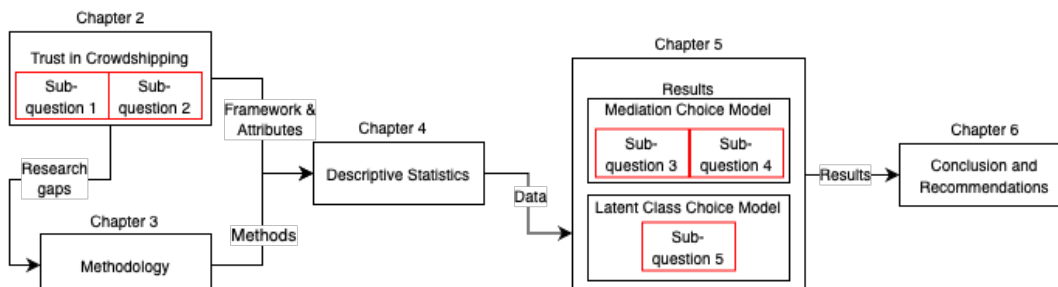 Chapter 2
Trust in Crowdshipping
Sub-
question 1
Sub-
question 2
Research
gaps
Chapter 3
Methodology
Framework &
Attributes
Methods
Chapter 4
Descriptive Statistics
Data
Chapter 5
Results
Mediation Choice Model
Sub-
question 3
Sub-
question 4
Latent Class Choice Model
Sub-
question 5
Results
Chapter 6
Conclusion and
Recommendations